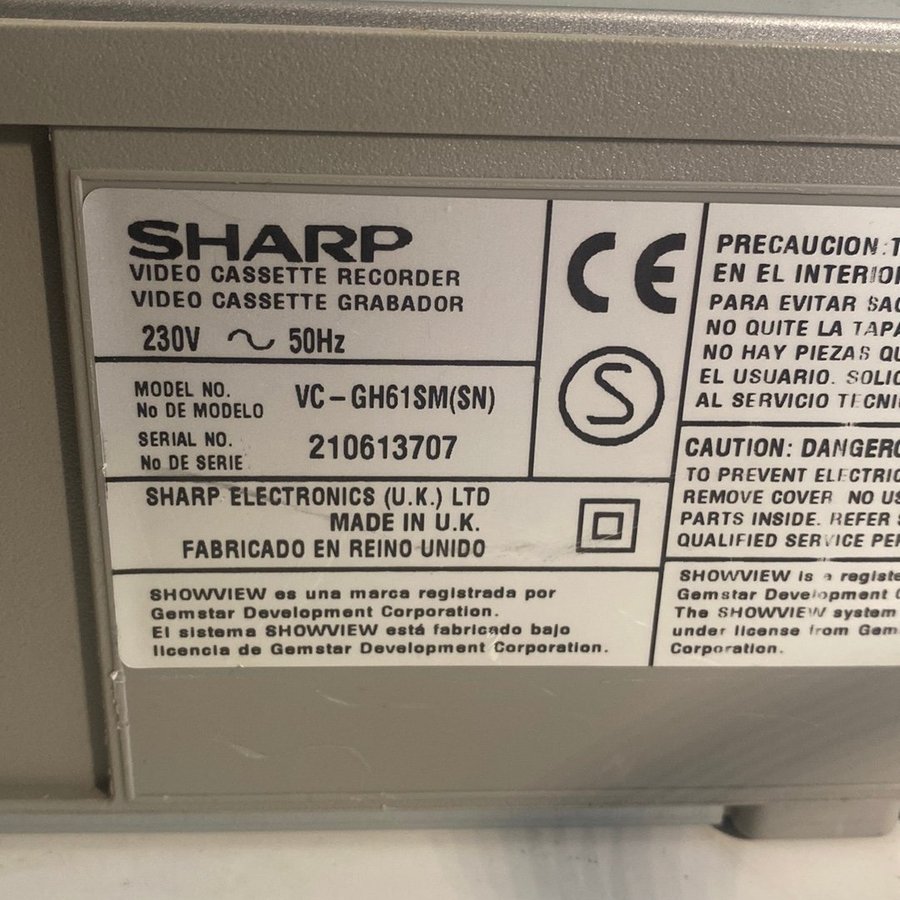 SHARP
VIDEO CASSETTE RECORDER
VIDEO CASSETTE GRABADOR
230V ~ 50Hz
MODEL NO.
No DE MODELO
VC-GH61SM(SN)
SERIAL NO.
No DE SERIE
210613707
SHARP ELECTRONICS (U.K.) LTD
MADE IN U.K.
FABRICADO EN REINO UNIDO
SHOWVIEW es una marca registrada por
Gemstar Development Corporation.
El sistema SHOWVIEW está fabricado bajo
licencia de Gemstar Development Corporation.
CE
S
PRECAUCION:
EN EL
PARA EVITAR
NO QUITE LA TAPA
NO HAY PIEZAS
EL USUARIO.
AL SERVICIO
CAUTION:
TO PREVENT
REMOVE COVER NO
PARTS INSIDE. REFER
QUALIFIED SERVICE
SHOWVIEW is a
Gemstar Development
The SHOWVIEW system
under license from
Corporation.